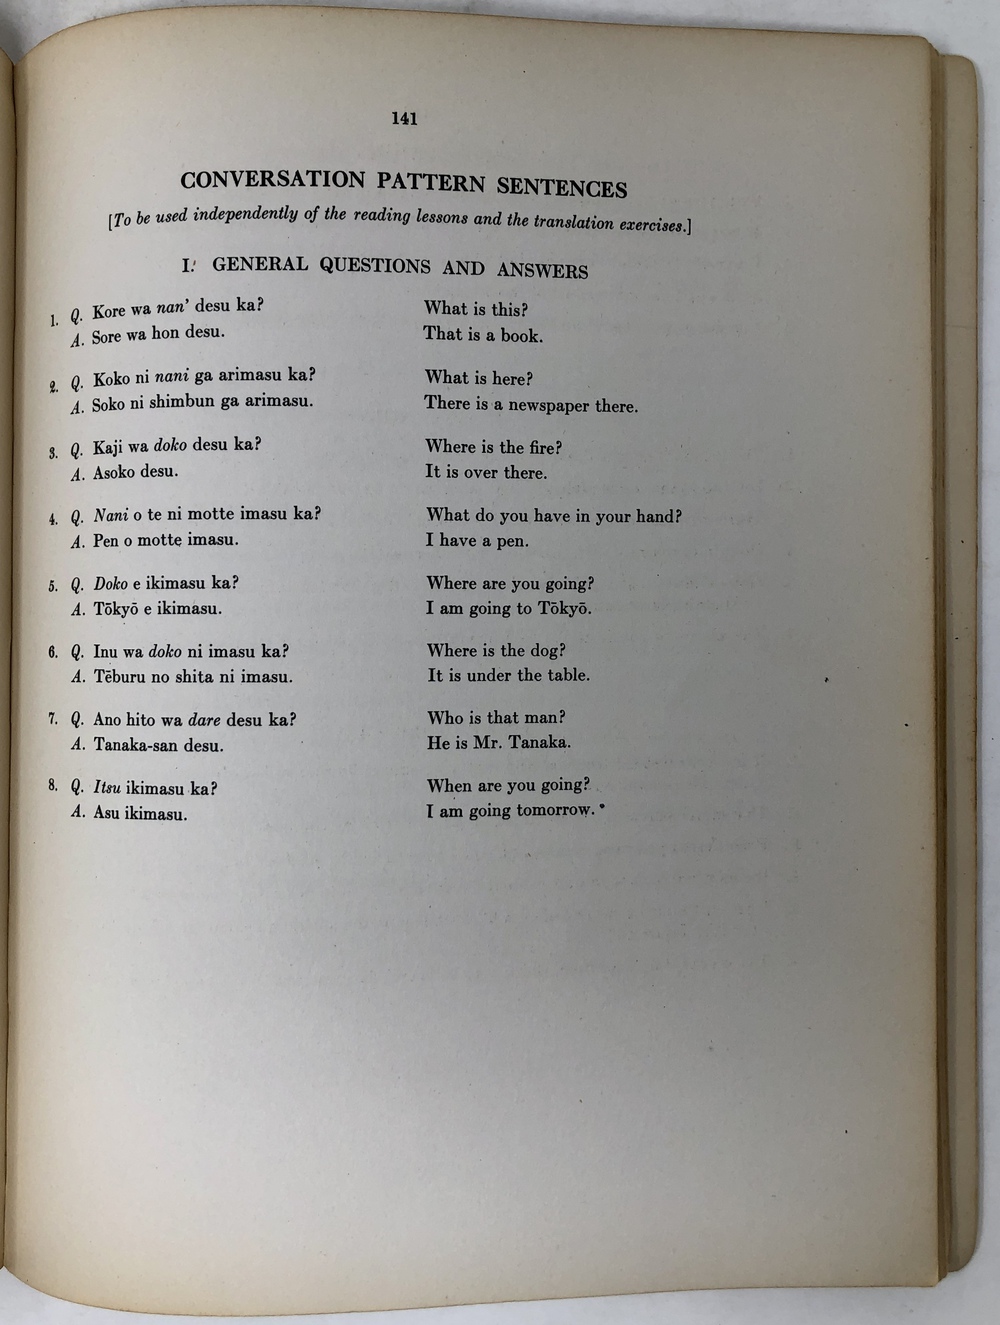 141
CONVERSATION PATTERN SENTENCES
[To be used independently of the reading lessons and the translation exercises.]
I. GENERAL QUESTIONS AND ANSWERS
1. Q. Kore wa nan’ desu ka? What is this?
A. Sore wa hon desu. That is a book.
2. Q. Koko ni nani ga arimasu ka? What is here?
A. Soko ni shimbun ga arimasu. There is a newspaper there.
3. Q. Kaji wa doko desu ka? Where is the fire?
A. Asoko desu. It is over there.
4. Q. Nani o te ni motte imasu ka? What do you have in your hand?
A. Pen o motte imasu. I have a pen.
5. Q. Doko e ikimasu ka? Where are you going?
A. Tōkyō e ikimasu. I am going to Tōkyō.
6. Q. Inu wa doko ni imasu ka? Where is the dog?
A. Tēburu no shita ni imasu. It is under the table.
7. Q. Ano hito wa dare desu ka? Who is that man?
A. Tanaka-san desu. He is Mr. Tanaka.
8. Q. Itsu ikimasu ka? When are you going?
A. Asu ikimasu. I am going tomorrow.